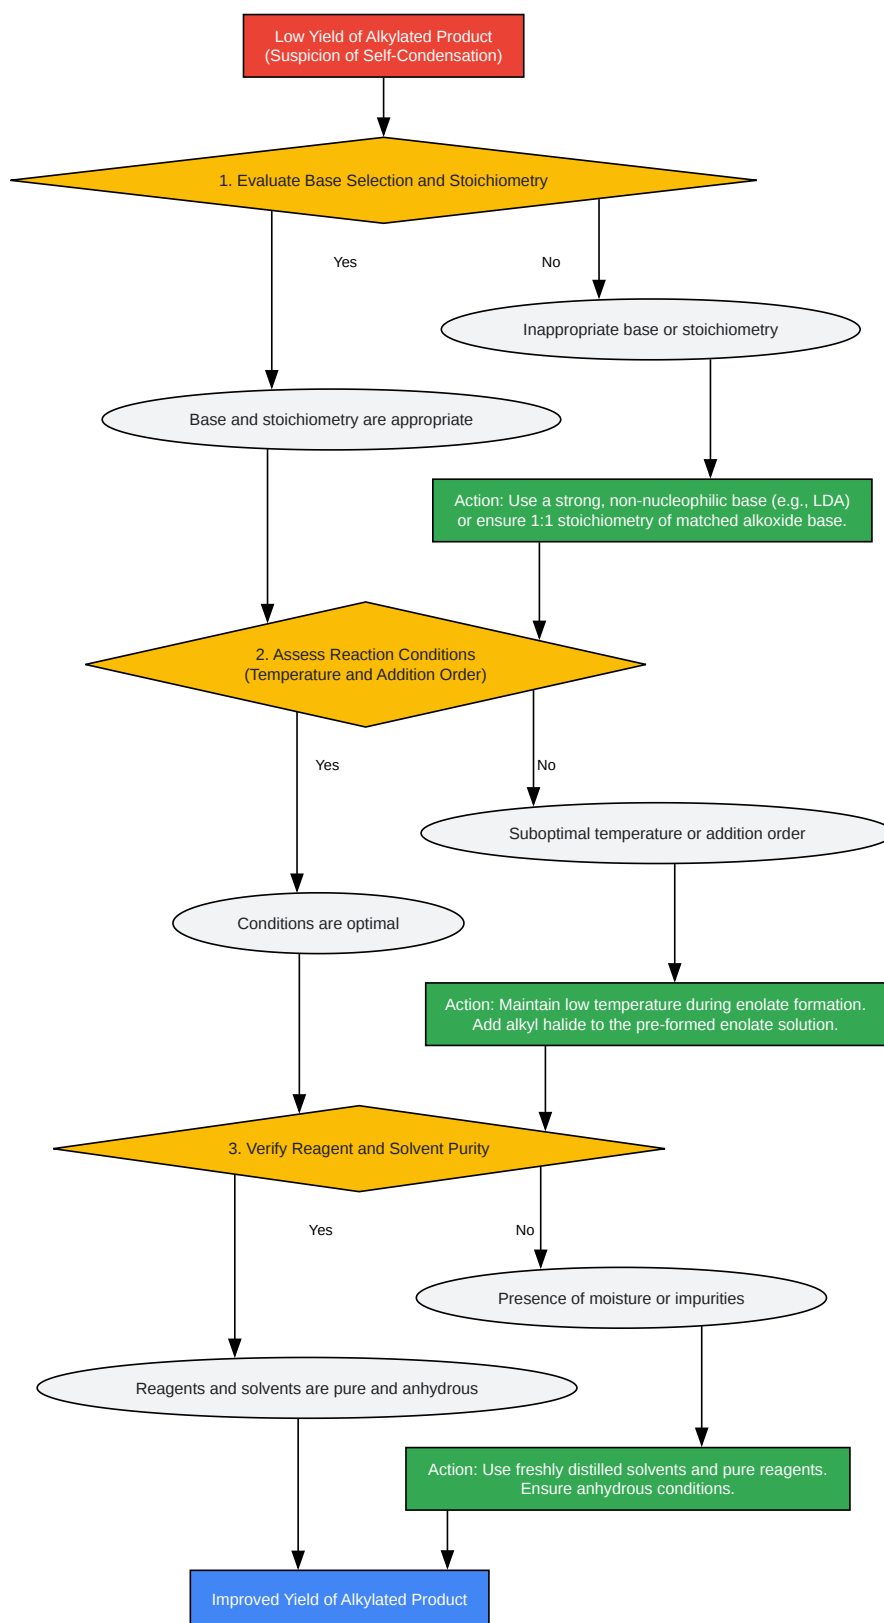 Low Yield of Alkylated Product
(Suspicion of Self-Condensation)
1. Evaluate Base Selection and Stoichiometry
Yes
No
Inappropriate base or stoichiometry
Base and stoichiometry are appropriate
Action: Use a strong, non-nucleophilic base (e.g., LDA)
or ensure 1:1 stoichiometry of matched alkoxide base.
2. Assess Reaction Conditions
(Temperature and Addition Order)
Yes
No
Suboptimal temperature or addition order
Conditions are optimal
Action: Maintain low temperature during enolate formation.
Add alkyl halide to the pre-formed enolate solution.
3. Verify Reagent and Solvent Purity
Yes
No
Presence of moisture or impurities
Reagents and solvents are pure and anhydrous
Action: Use freshly distilled solvents and pure reagents.
Ensure anhydrous conditions.
Improved Yield of Alkylated Product